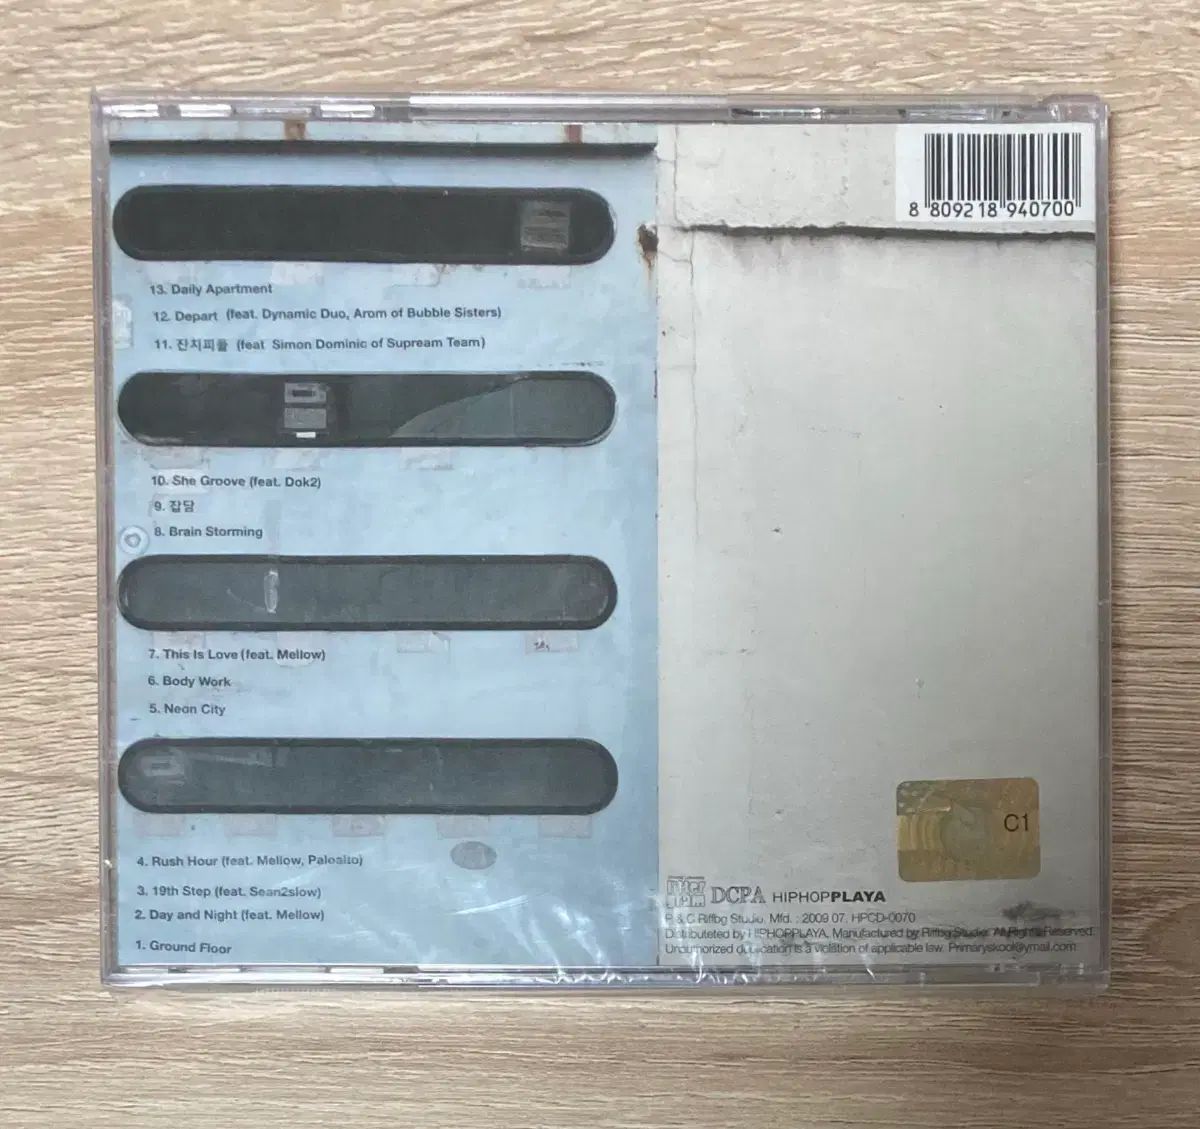 13. Daily Apartment
12. Depart (feat. Dynamic Duo, Arom of Bubble Sisters)
11. 잔치피플 (feat Simon Dominic of Supream Team)
10. She Groove (feat. Dok2)
9. 잡담
8. Brain Storming
7. This Is Love (feat. Mellow)
6. Body Work
5. Neon City
4. Rush Hour (feat. Mellow, Paloalto)
3. 19th Step (feat. Sean2slow)
2. Day and Night (feat. Mellow)
1. Ground Floor
8 809218 940700
C1
DCPA HIPHOPPLAYA
P & C Riffbg Studio. Mfd. : 2009 07. HPCD-0070
Distributeted by HIPHOPPLAYA, Manufactured by Riffbg Studio. All Rights Reserved.
Unauthorized duplication is a violation of applicable law. Primaryskool@ymail.com